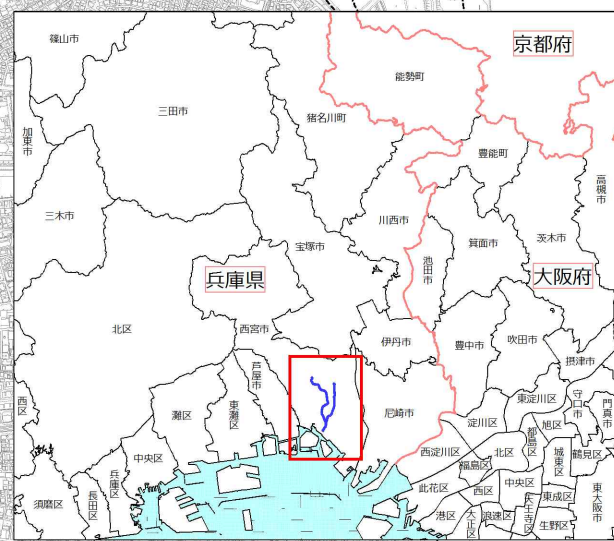 篠山市
京都府
能勢町
三田市
猪名川町
加東市
豊能町
高槻市
三木市
川西市
箕面市
茨木市
宝塚市
池田市
兵庫県
大阪府
北区
西宮市
伊丹市
豊中市
吹田市
摂津市
芦屋市
西区
灘区
東灘区
尼崎市
東淀川区
守口市
門真市
淀川区
都島区
旭区
中央区
西淀川区
北区
城東区
鶴見区
福島区
兵庫区
此花区
西区
中央区
東成区
東大阪市
須磨区
長田区
港区
大正区
浪速区
天王寺区
生野区